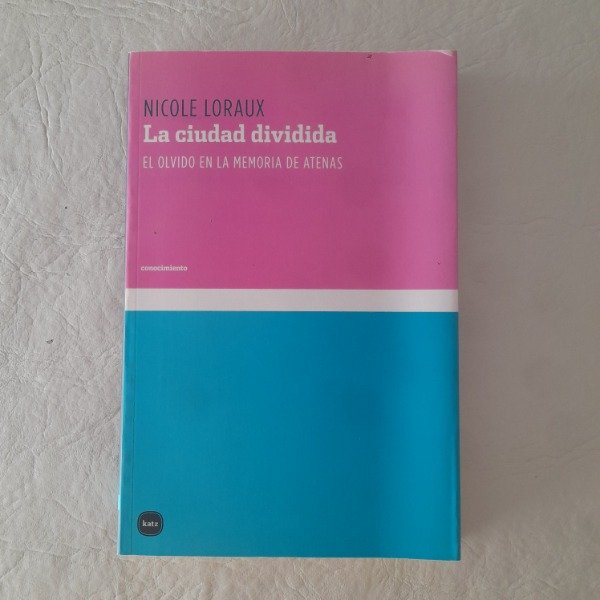 NICOLE LORAUX
La ciudad dividida
EL OLVIDO EN LA MEMORIA DE ATENAS
conocimiento
katz